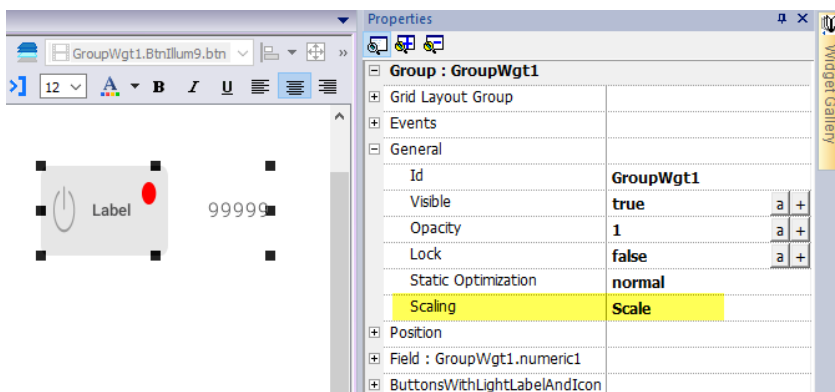 Properties
GroupWgt1.BtnIllum9.btn
»
12 A B I U
Group : GroupWgt1
Grid Layout Group
Events
General
Id GroupWgt1
Visible true a +
Opacity 1 a +
Lock false a +
Static Optimization normal
Scaling Scale
Position
Field : GroupWgt1.numeric1
ButtonsWithLightLabelAndIcon
Label
99999
Widget Gallery